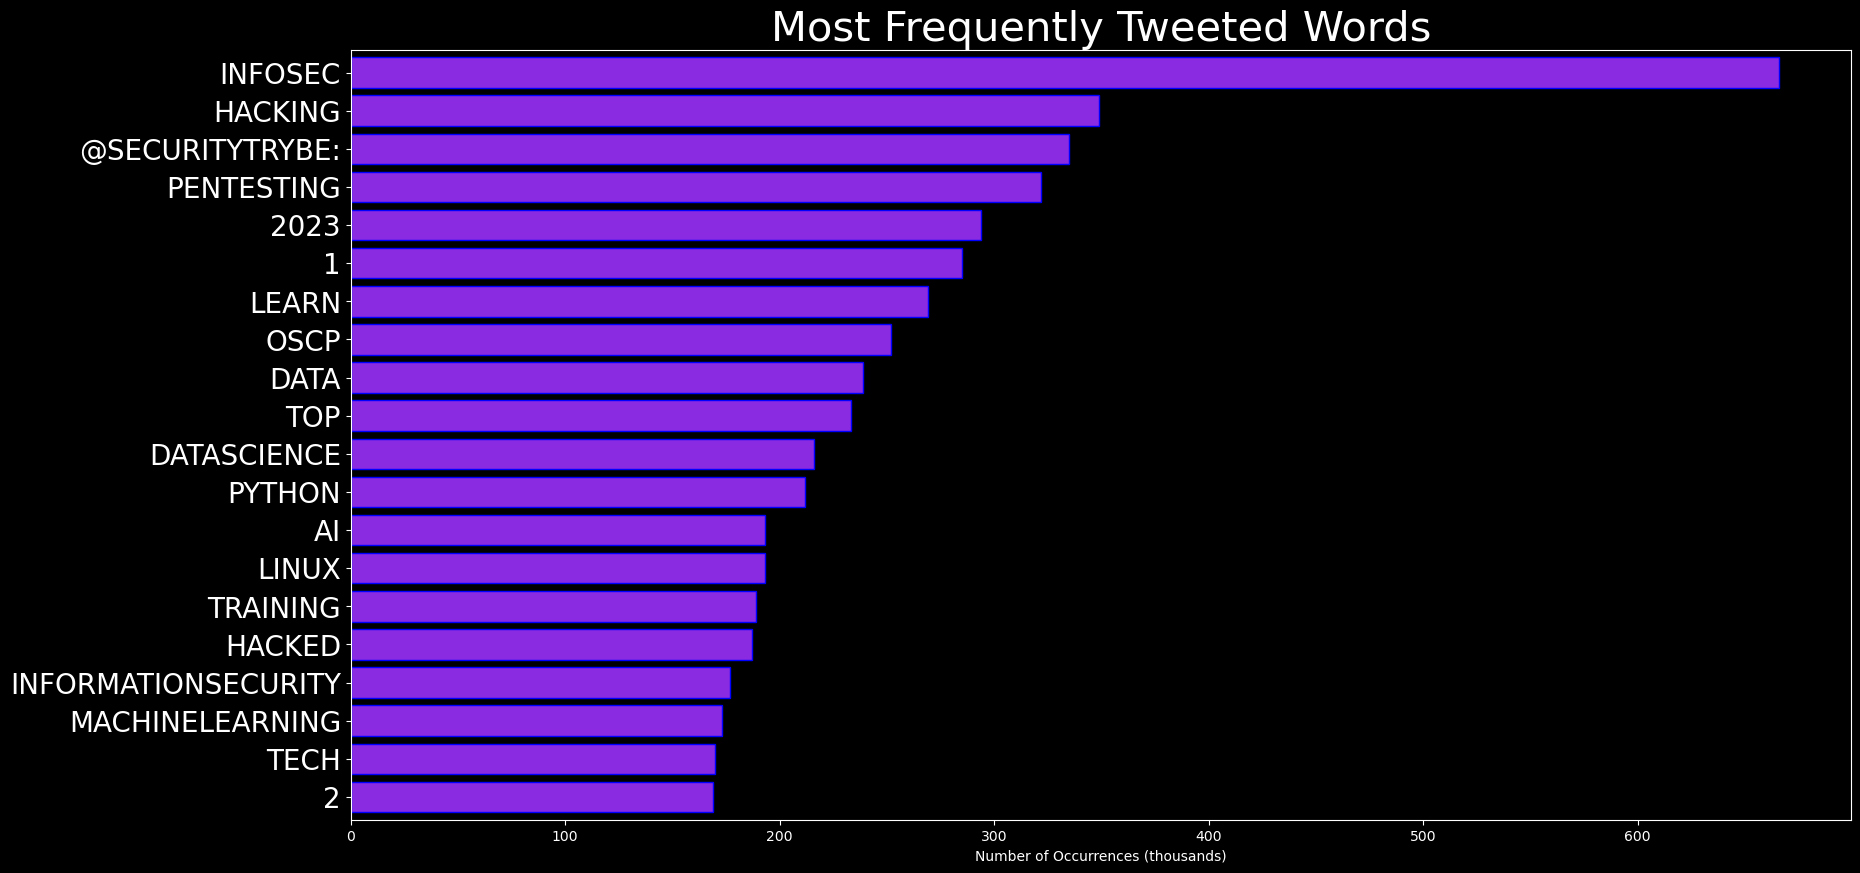 Most Frequently Tweeted Words
INFOSEC
HACKING
@SECURITYTRYBE:
PENTESTING
2023
1
LEARN
OSCP
DATA
TOP
DATASCIENCE
PYTHON
AI
LINUX
TRAINING
HACKED
INFORMATIONSECURITY
MACHINELEARNING
TECH
2
0 100 200 300 400 500 600
Number of Occurrences (thousands)